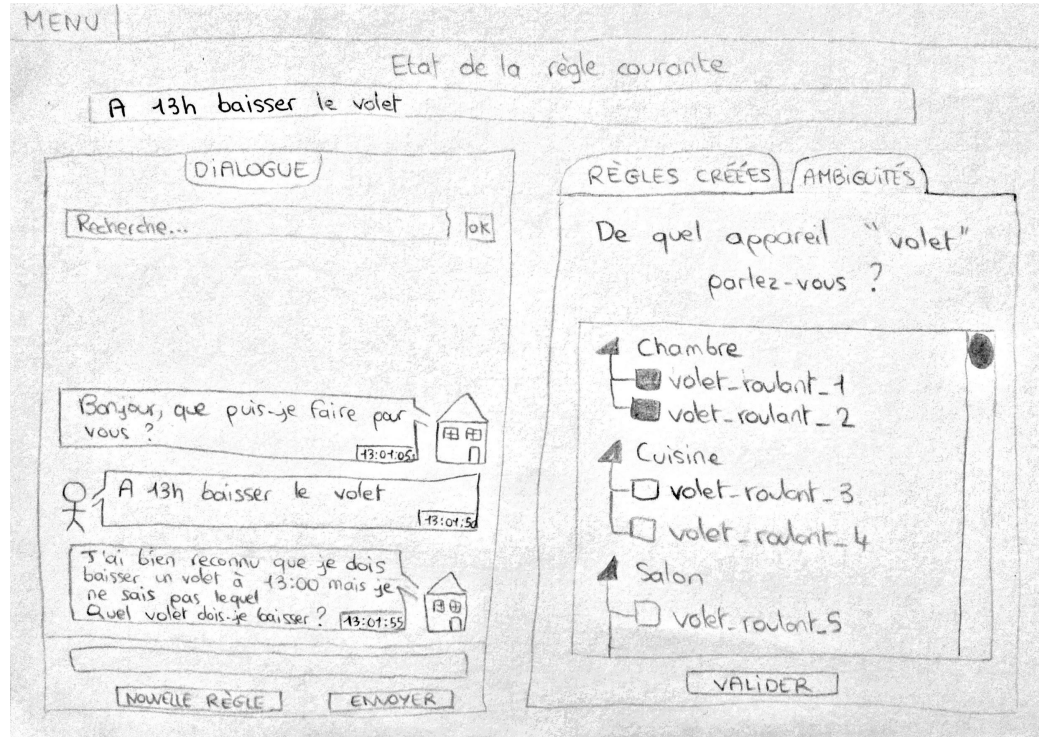 MENU
Etat de la règle courante
A 13h baisser le volet
DIALOGUE
Recherche...
OK
Bonjour, que puis-je faire pour
vous ?
13:01:05
A 13h baisser le volet
13:01:50
J'ai bien reconnu que je dois
baisser un volet à 13:00 mais je
ne sais pas lequel
Quel volet dois-je baisser ?
13:01:55
NOUVELLE RÈGLE
ENVOYER
RÈGLES CRÉÉES
AMBIGUITÉS
De quel appareil "volet"
parlez-vous ?
Chambre
volet_roulant_1
volet_roulant_2
Cuisine
volet_roulant_3
volet_roulant_4
Salon
volet_roulant_5
VALIDER